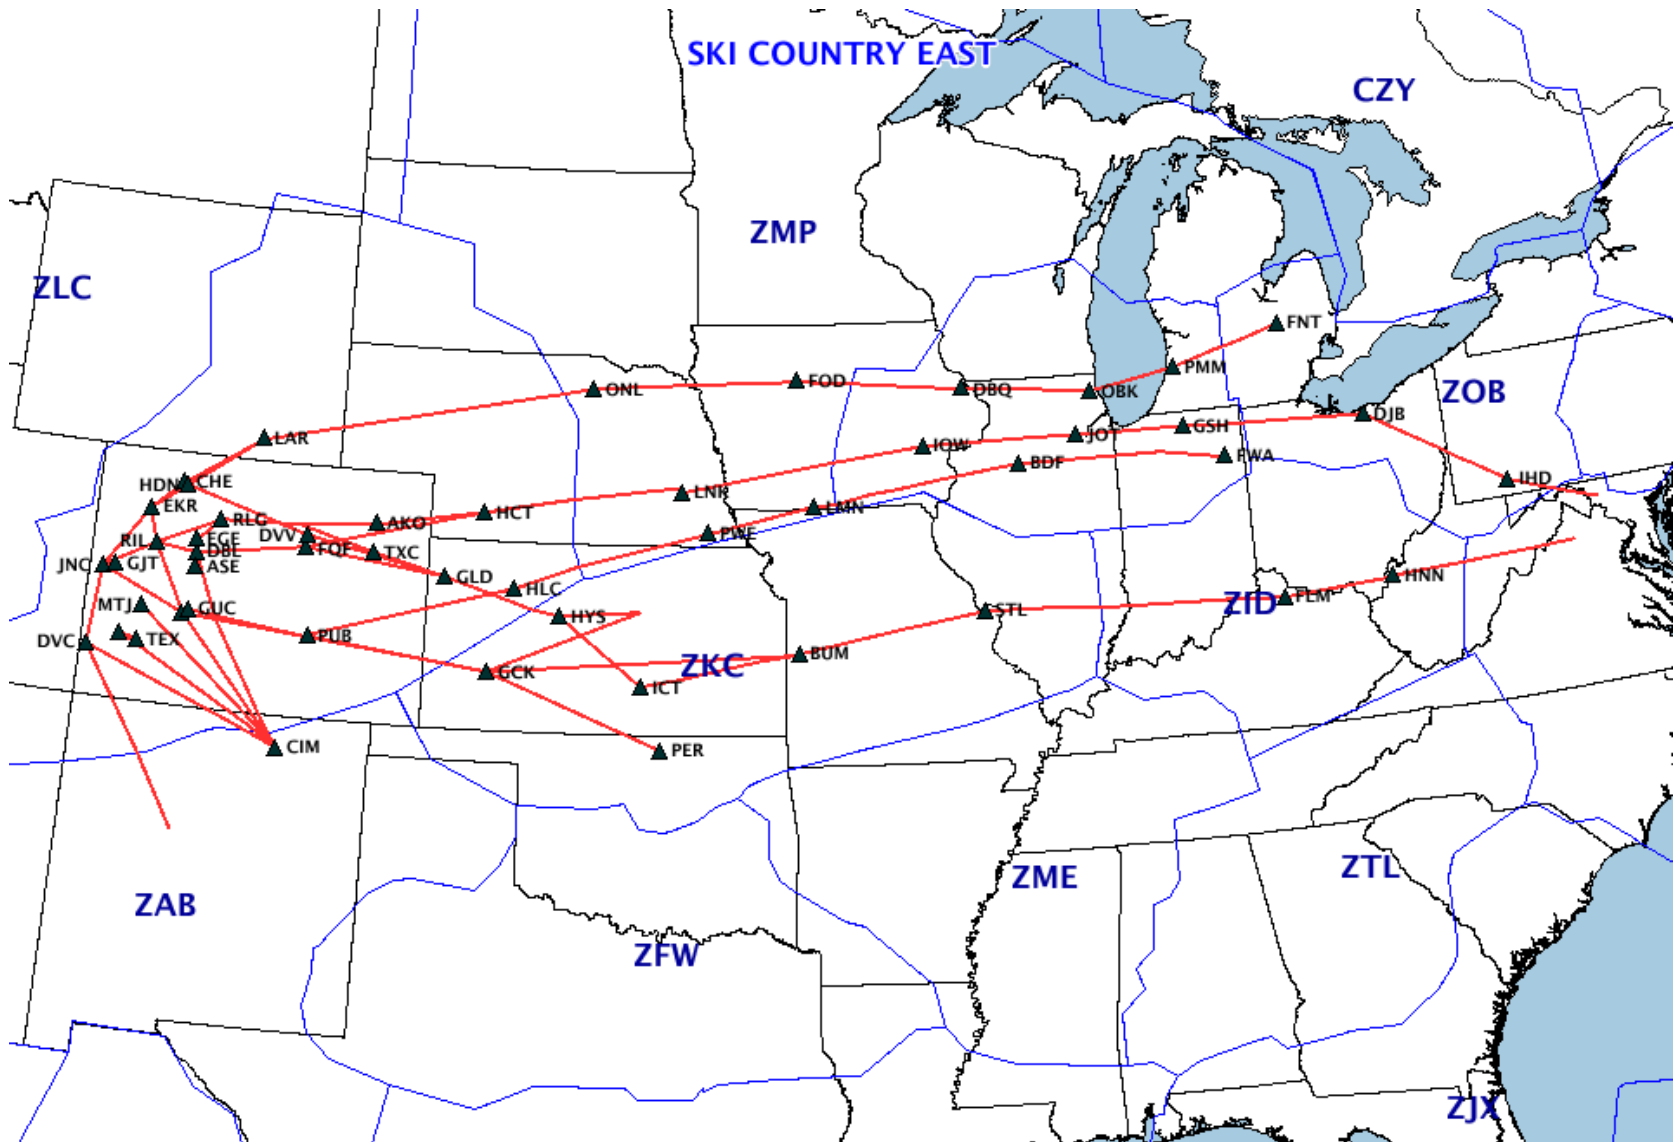 SKI COUNTRY EAST
CZY
ZMP
ZLC
FNT
PMM
FOD
ONL
DBQ
OBK
ZOB
DJB
GSH
LAR
JOT
IOW
FWA
BDF
CHE
HDN
IHD
LNK
EKR
LMN
HCT
RLG
AKO
DVV
PWE
EGE
RIL
FQF
DBL
TXC
JNC
GJT
ASE
GLD
HNN
HLC
MTJ
GUC
FLM
ZID
STL
HYS
PUB
DVC
TEX
BUM
ZKC
GCK
ICT
CIM
PER
ZTL
ZME
ZAB
ZFW
ZJX